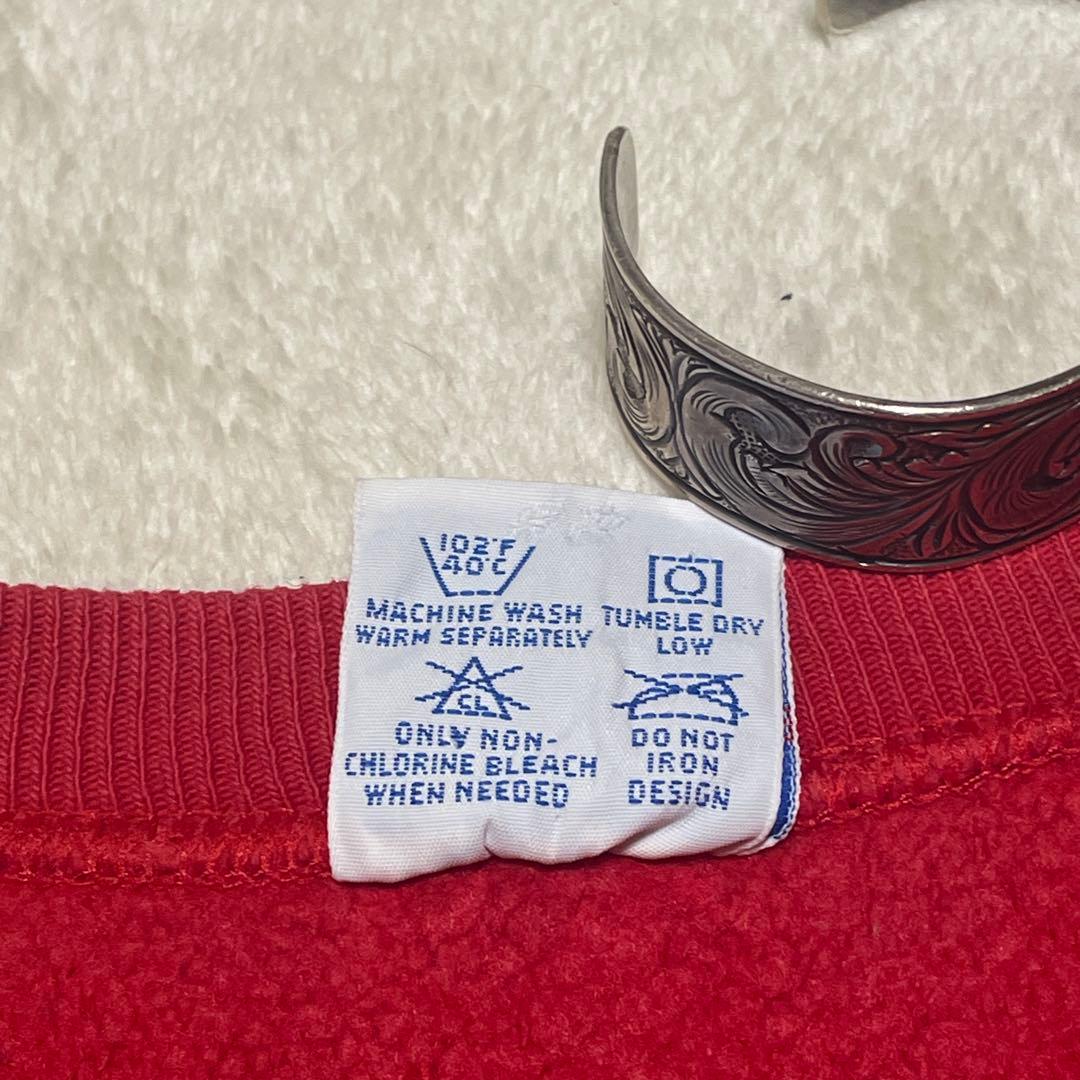 102°F
40°C
MACHINE WASH
WARM SEPARATELY
TUMBLE DRY
LOW
CL
ONLY NON-
CHLORINE BLEACH
WHEN NEEDED
DO NOT
IRON
DESIGN